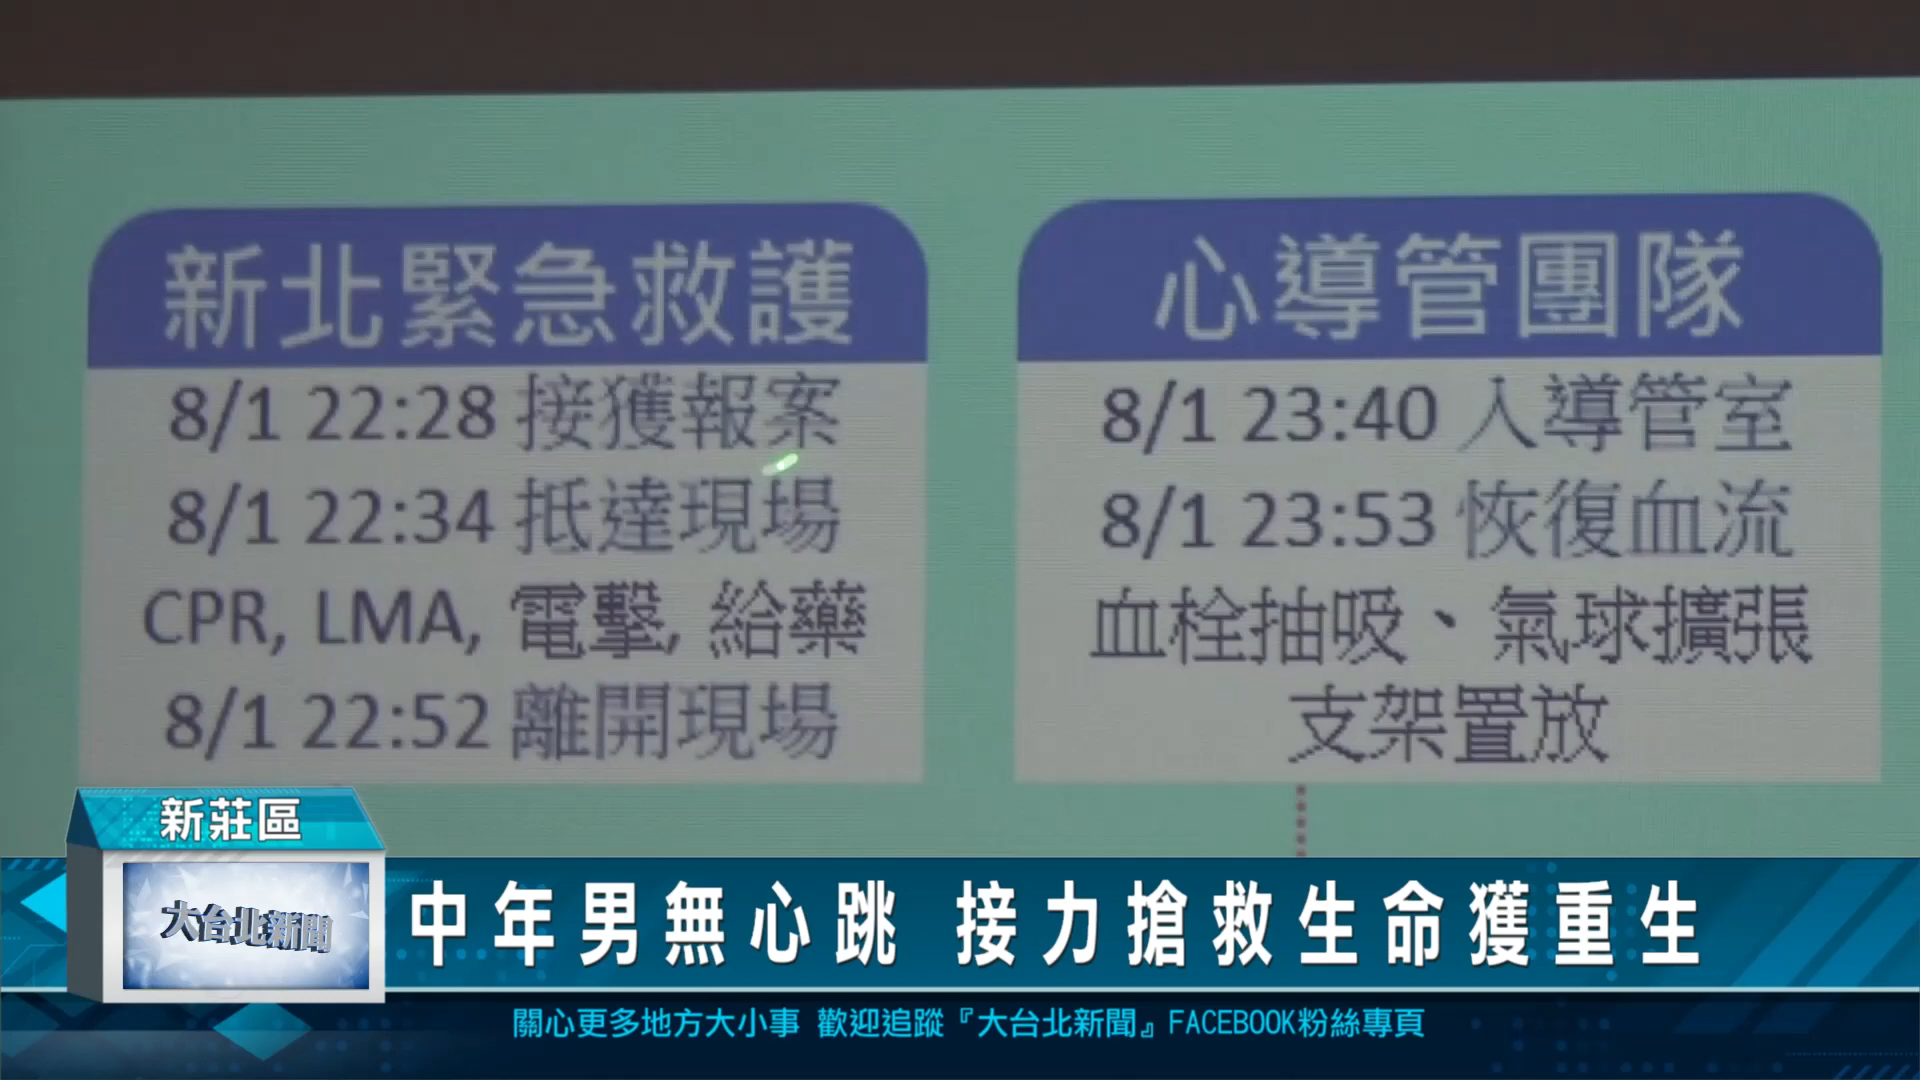 新北緊急救護
8/1 22:28 接獲報案
8/1 22:34 抵達現場
CPR, LMA, 電擊, 給藥
8/1 22:52 離開現場
心導管團隊
8/1 23:40 入導管室
8/1 23:53 恢復血流
血栓抽吸、氣球擴張
支架置放
新莊區
大台北新聞
中年男無心跳 接力搶救生命獲重生
關心更多地方大小事 歡迎追蹤『大台北新聞』FACEBOOK粉絲專頁